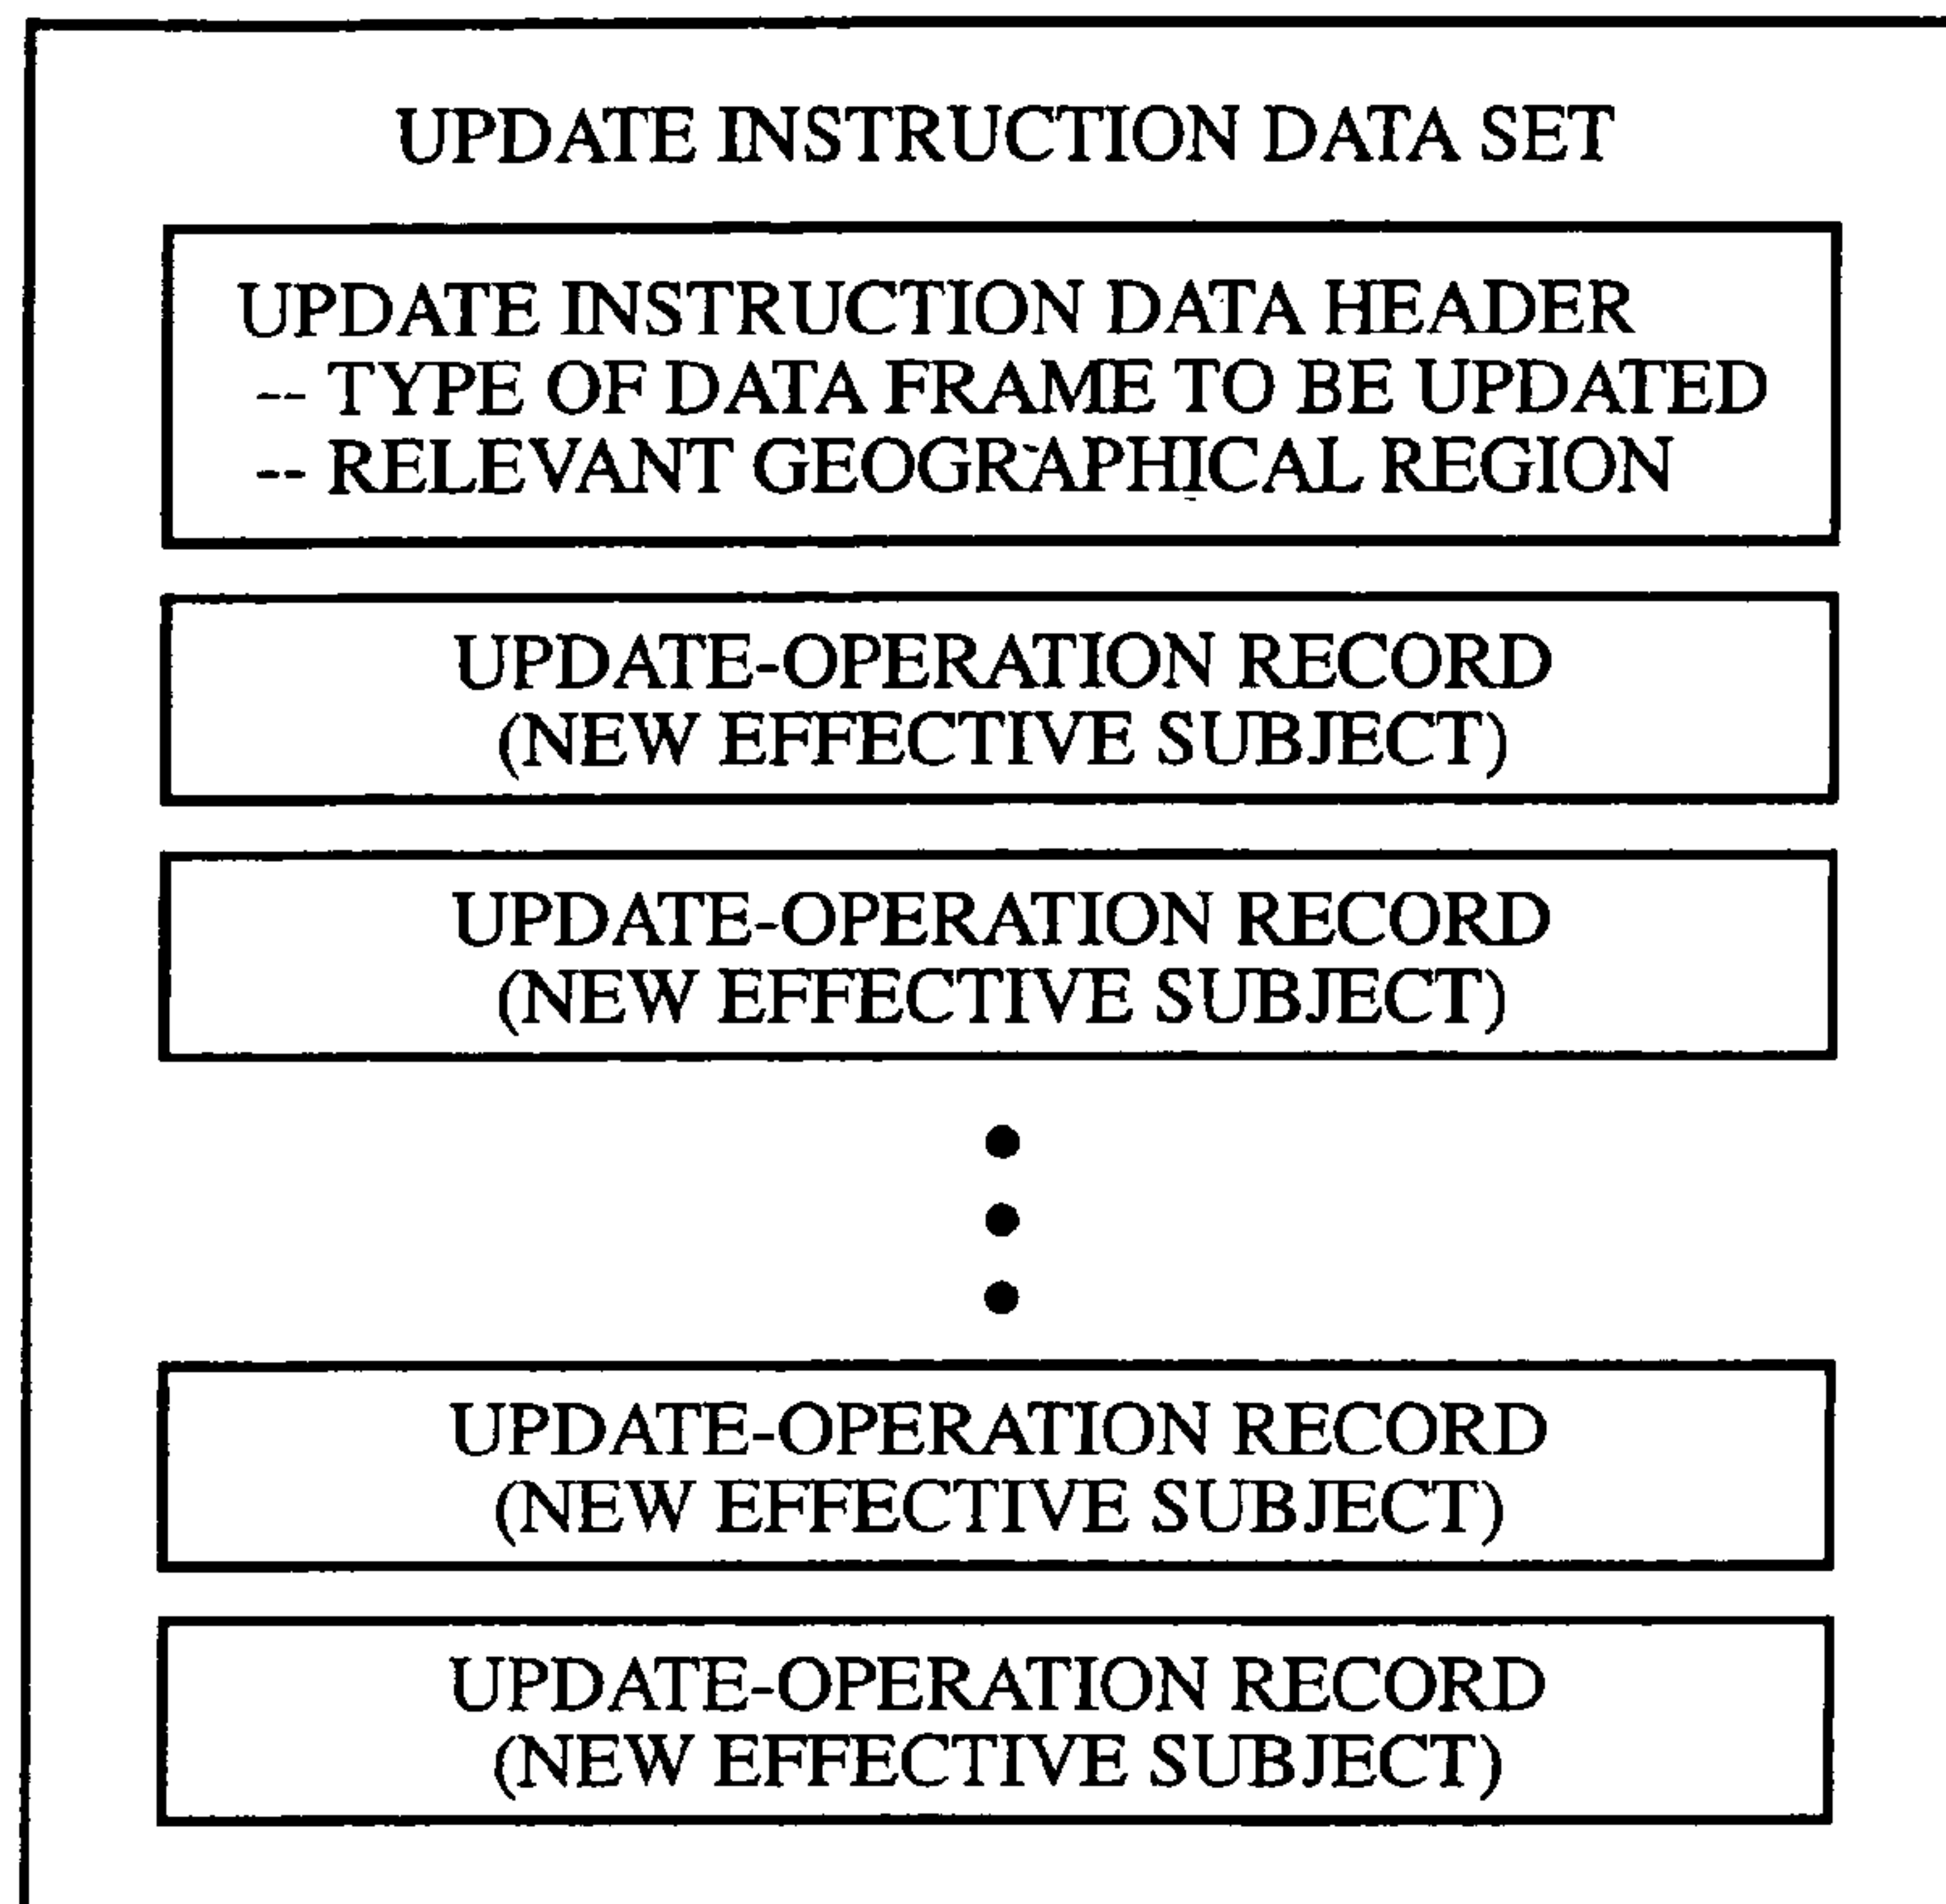 UPDATE INSTRUCTION DATA SET
UPDATE INSTRUCTION DATA HEADER
-- TYPE OF DATA FRAME TO BE UPDATED
-- RELEVANT GEOGRAPHICAL REGION
UPDATE-OPERATION RECORD
(NEW EFFECTIVE SUBJECT)
UPDATE-OPERATION RECORD
(NEW EFFECTIVE SUBJECT)
UPDATE-OPERATION RECORD
(NEW EFFECTIVE SUBJECT)
UPDATE-OPERATION RECORD
(NEW EFFECTIVE SUBJECT)